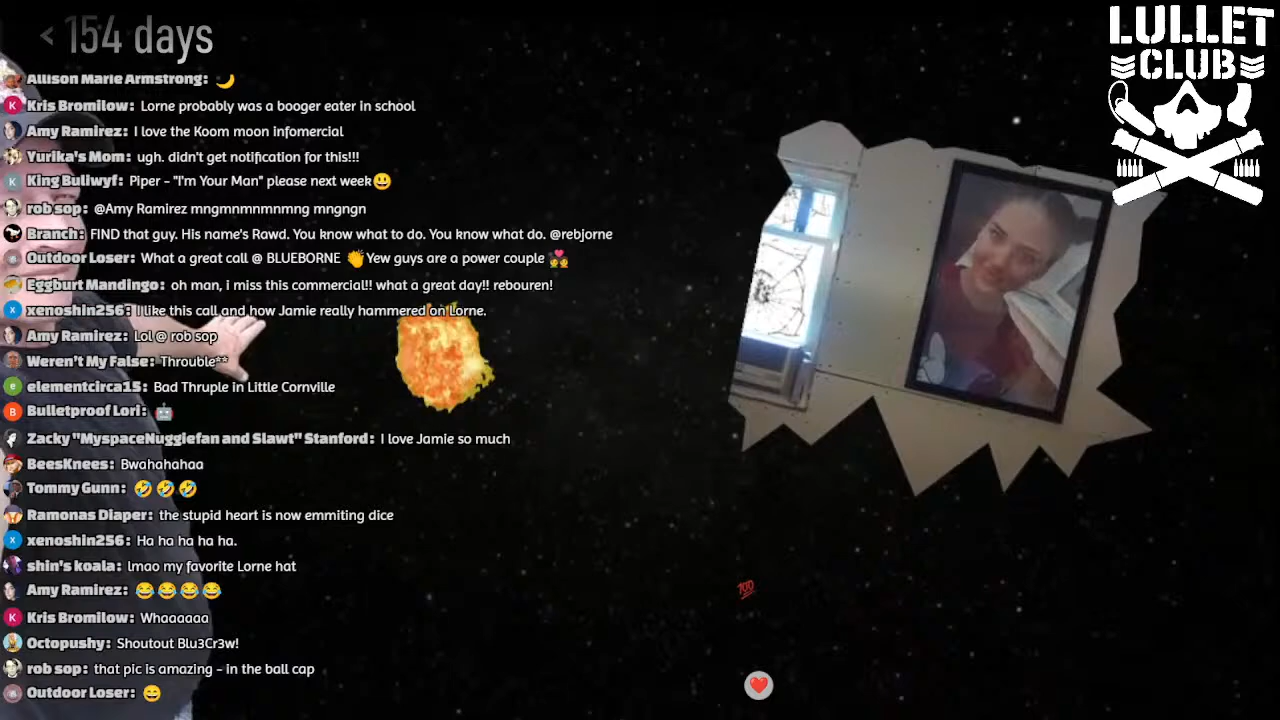 < 154 days
LULLET
CLUB
Allison Marie Armstrong: 🌙
Kris Bromilow: Lorne probably was a booger eater in school
Amy Ramirez: I love the Koom moon infomercial
Yurika's Mom: ugh. didn't get notification for this!!!
King Buliwyf: Piper - "I'm Your Man" please next week😃
rob sop: @Amy Ramirez mngmnmnmnmng mngngn
Branch: FIND that guy. His name's Rawd. You know what to do. You know what do. @rebjorne
Outdoor Loser: What a great call @ BLUEBORNE 👏Yew guys are a power couple 💑
Eggburt Mandingo: oh man, i miss this commercial!! what a great day!! rebouren!
xenoshin256: I like this call and how Jamie really hammered on Lorne.
Amy Ramirez: Lol @ rob sop
Weren't My False: Throuble**
elementcirca15: Bad Thruple in Little Cornville
Bulletproof Lori: 🤖
Zacky "MyspaceNuggiefan and Slawt" Stanford: I love Jamie so much
BeesKnees: Bwahahahaa
Tommy Gunn: 🤣🤣🤣
Ramonas Diaper: the stupid heart is now emmiting dice
xenoshin256: Ha ha ha ha ha.
shin's koala: lmao my favorite Lorne hat
Amy Ramirez: 😂😂😂😂
Kris Bromilow: Whaaaaaa
Octopushy: Shoutout Blu3Cr3w!
rob sop: that pic is amazing - in the ball cap
Outdoor Loser: 😄
💯